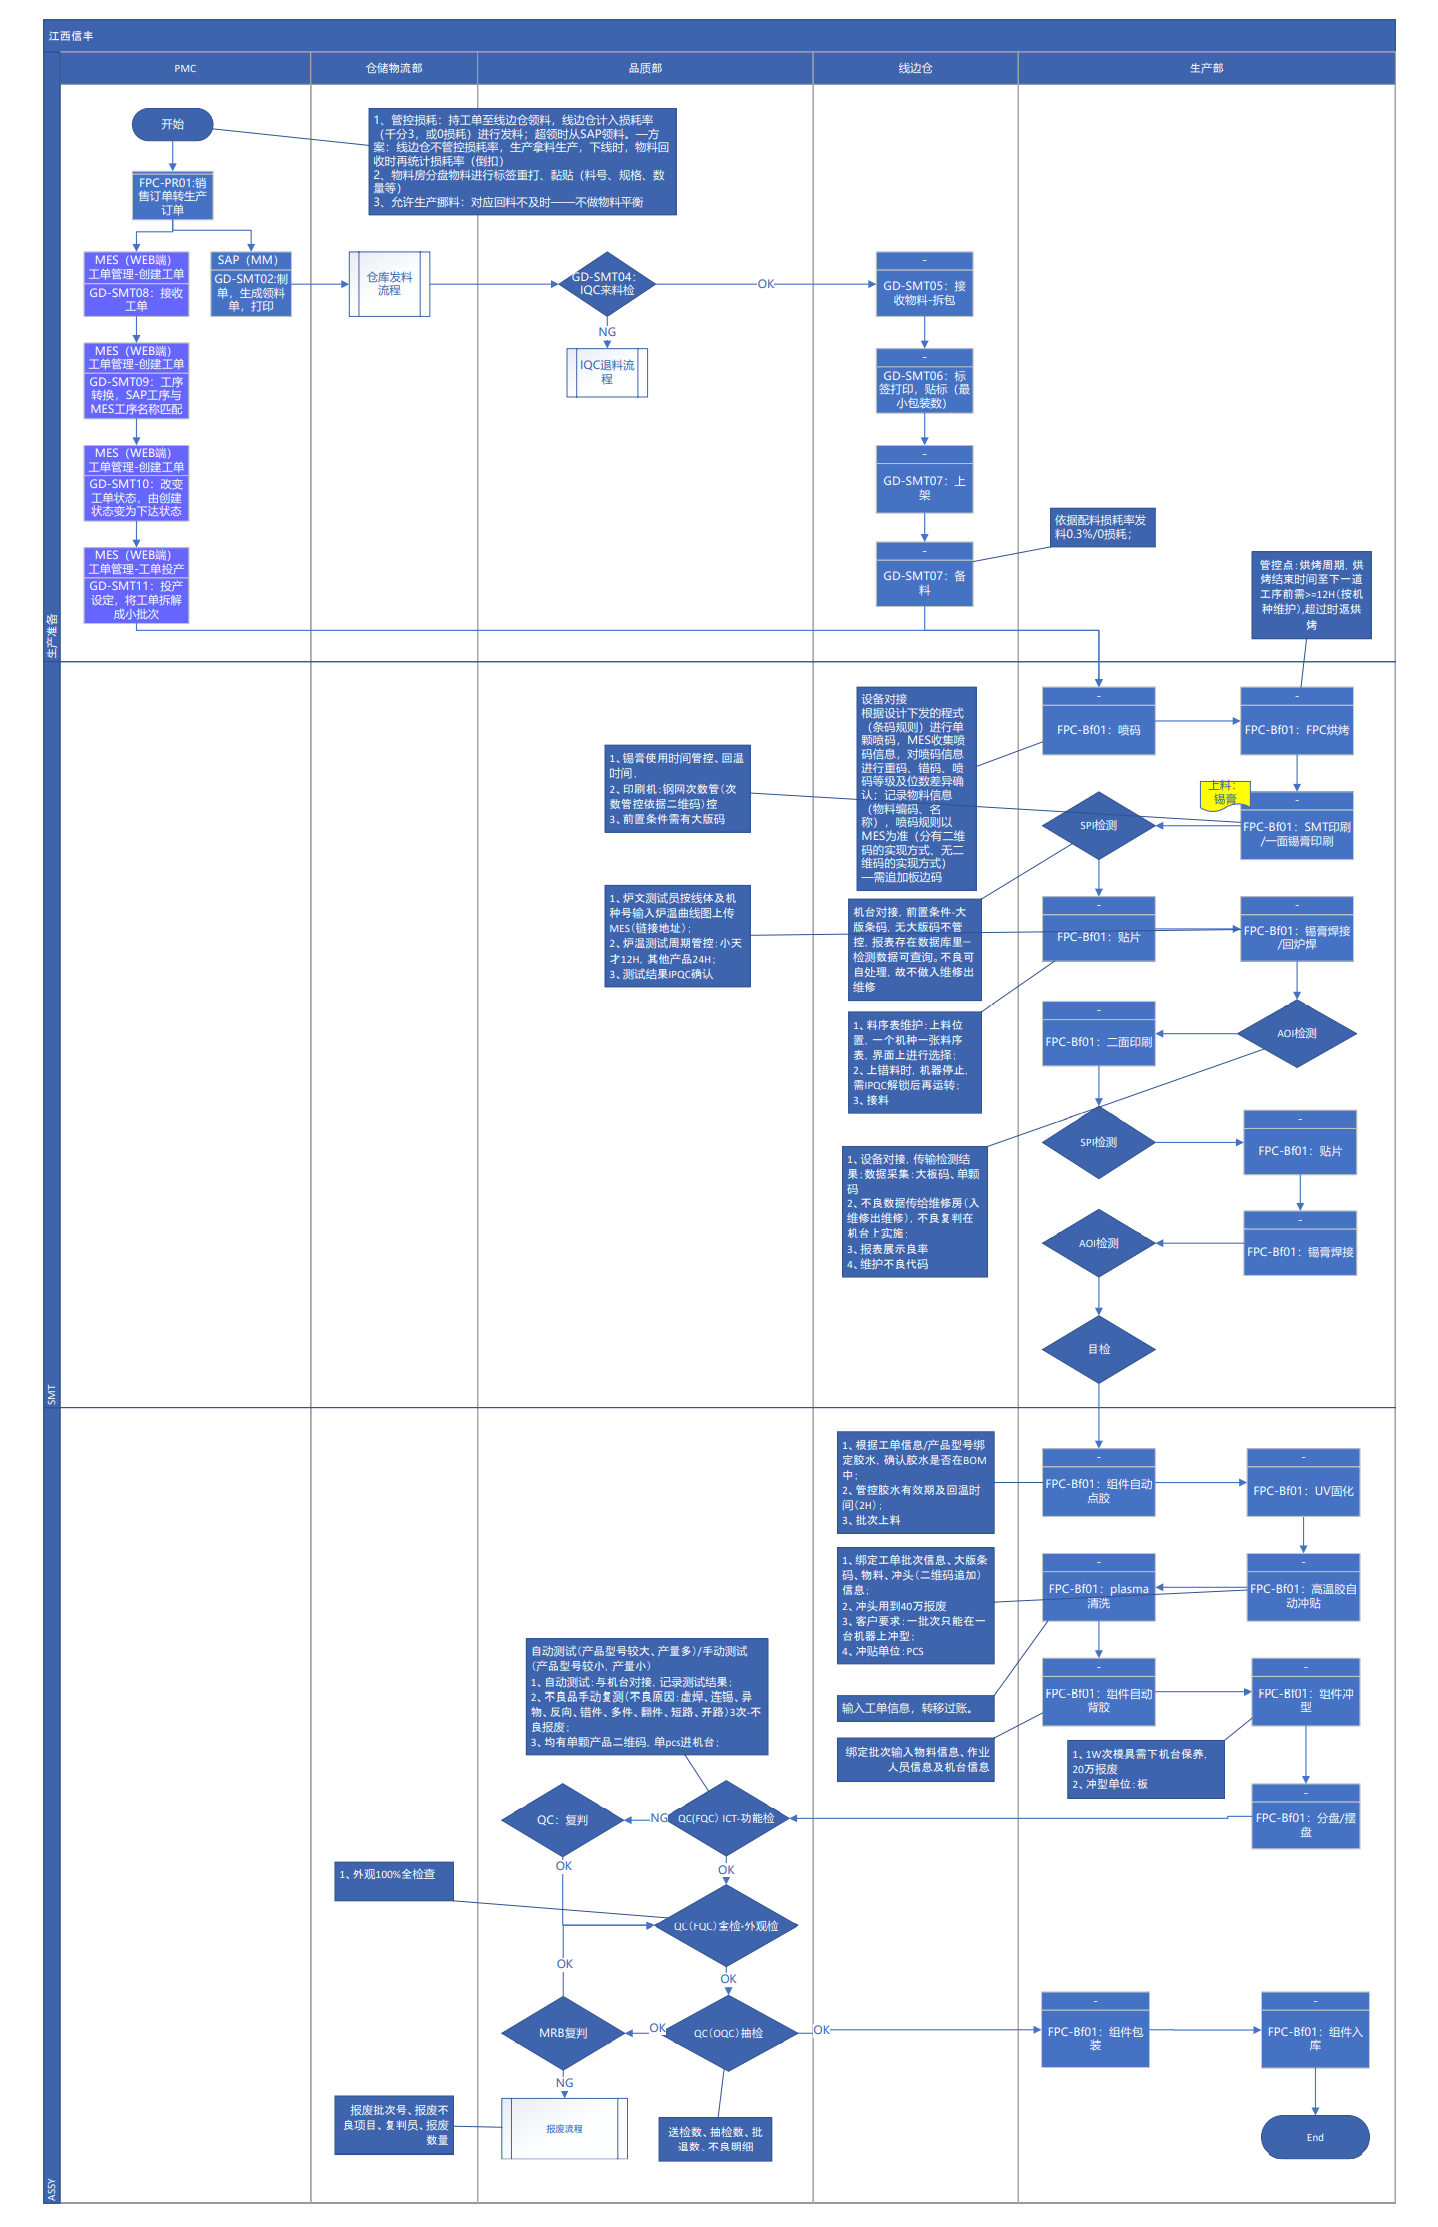 江西信丰
PMC
仓储物流部
品质部
线边仓
生产部
生产准备
开始
1、管控损耗：持工单至线边仓领料，线边仓计入损耗率
（千分3，或0损耗）进行发料；超领时从SAP领料。—方
案：线边仓不管控损耗率，生产拿料生产，下线时，物料回
收时再统计损耗率（倒扣）
2、物料房分盘物料进行标签重打、黏贴（料号、规格、数
量等）
3、允许生产挪料：对应回料不及时——不做物料平衡
FPC-PR01:销
售订单转生产
订单
MES（WEB端）
工单管理-创建工单
GD-SMT08：接收
工单
SAP（MM）
GD-SMT02:制
单，生成领料
单，打印
仓库发料
流程
GD-SMT04：
IQC来料检
OK
NG
IQC退料流
程
-
GD-SMT05：接
收物料-拆包
MES（WEB端）
工单管理-创建工单
GD-SMT09：工序
转换，SAP工序与
MES工序名称匹配
-
GD-SMT06：标
签打印，贴标（最
小包装数）
MES（WEB端）
工单管理-创建工单
GD-SMT10：改变
工单状态，由创建
状态变为下达状态
-
GD-SMT07：上
架
依据配料损耗率发
料0.3%/0损耗；
MES（WEB端）
工单管理-工单投产
GD-SMT11：投产
设定，将工单拆解
成小批次
-
GD-SMT07：备
料
管控点：烘烤周期，烘
烤结束时间至下一道
工序前需>=12H（按机
种维护），超过时返烘
烤
SMT
设备对接
根据设计下发的程式
（条码规则）进行单
颗喷码，MES收集喷
码信息，对喷码信息
进行重码、错码、喷
码等级及位数差异确
认；记录物料信息
（物料编码、名
称），喷码规则以
MES为准（分有二维
码的实现方式、无二
维码的实现方式）
—需追加板边码
-
FPC-Bf01：喷码
-
FPC-Bf01：FPC烘烤
1、锡膏使用时间管控、回温
时间.
2、印刷机：钢网次数管（次
数管控依据二维码）控
3、前置条件需有大版码
上料：
锡膏
SPI检测
-
FPC-Bf01：SMT印刷
/一面锡膏印刷
1、炉文测试员按线体及机
种号输入炉温曲线图上传
MES（链接地址）；
2、炉温测试周期管控：小天
才12H，其他产品24H；
3、测试结果IPQC确认
机台对接，前置条件-大
版条码，无大版码不管
控，报表存在数据库里—
检测数据可查询。不良可
自处理，故不做入维修出
维修
-
FPC-Bf01：贴片
-
FPC-Bf01：锡膏焊接
/回炉焊
1、料序表维护：上料位
置，一个机种一张料序
表，界面上进行选择；
2、上错料时，机器停止，
需IPQC解锁后再运转；
3、接料
-
FPC-Bf01：二面印刷
AOI检测
1、设备对接，传输检测结
果；数据采集：大板码、单颗
码
2、不良数据传给维修房（入
维修出维修），不良复判在
机台上实施；
3、报表展示良率
4、维护不良代码
SPI检测
-
FPC-Bf01：贴片
AOI检测
-
FPC-Bf01：锡膏焊接
目检
ASSY
1、根据工单信息/产品型号绑
定胶水，确认胶水是否在BOM
中；
2、管控胶水有效期及回温时
间（2H）；
3、批次上料
-
FPC-Bf01：组件自动
点胶
-
FPC-Bf01：UV固化
1、绑定工单批次信息、大版条
码、物料、冲头（二维码追加）
信息；
2、冲头用到40万报废
3、客户要求：一批次只能在一
台机器上冲型；
4、冲贴单位：PCS
-
FPC-Bf01：plasma
清洗
-
FPC-Bf01：高温胶自
动冲贴
自动测试（产品型号较大、产量多）/手动测试
（产品型号较小，产量小）
1、自动测试：与机台对接，记录测试结果；
2、不良品手动复测（不良原因：虚焊、连锡、异
物、反向、错件、多件、翻件、短路、开路）3次-不
良报废；
3、均有单颗产品二维码，单pcs进机台；
输入工单信息，转移过账。
-
FPC-Bf01：组件自动
背胶
-
FPC-Bf01：组件冲
型
绑定批次输入物料信息、作业
人员信息及机台信息
1、1W次模具需下机台保养，
20万报废
2、冲型单位：板
QC：复判
NG
QC(FQC）ICT-功能检
-
FPC-Bf01：分盘/摆
盘
OK
OK
1、外观100%全检查
QC（FQC）全检-外观检
OK
OK
MRB复判
OK
QC（OQC）抽检
OK
-
FPC-Bf01：组件包
装
-
FPC-Bf01：组件入
库
NG
报废批次号、报废不
良项目、复判员、报废
数量
报废流程
送检数、抽检数、批
退数、不良明细
End